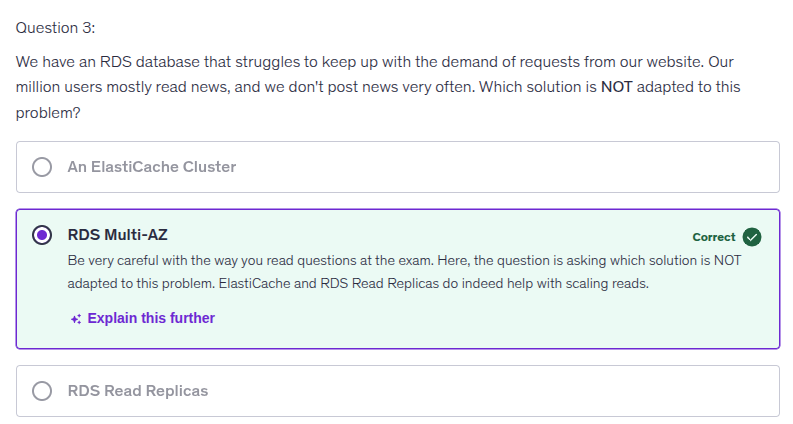 Question 3:
We have an RDS database that struggles to keep up with the demand of requests from our website. Our
million users mostly read news, and we don't post news very often. Which solution is NOT adapted to this
problem?
An ElastiCache Cluster
RDS Multi-AZ
Correct
Be very careful with the way you read questions at the exam. Here, the question is asking which solution is NOT
adapted to this problem. ElastiCache and RDS Read Replicas do indeed help with scaling reads.
Explain this further
RDS Read Replicas